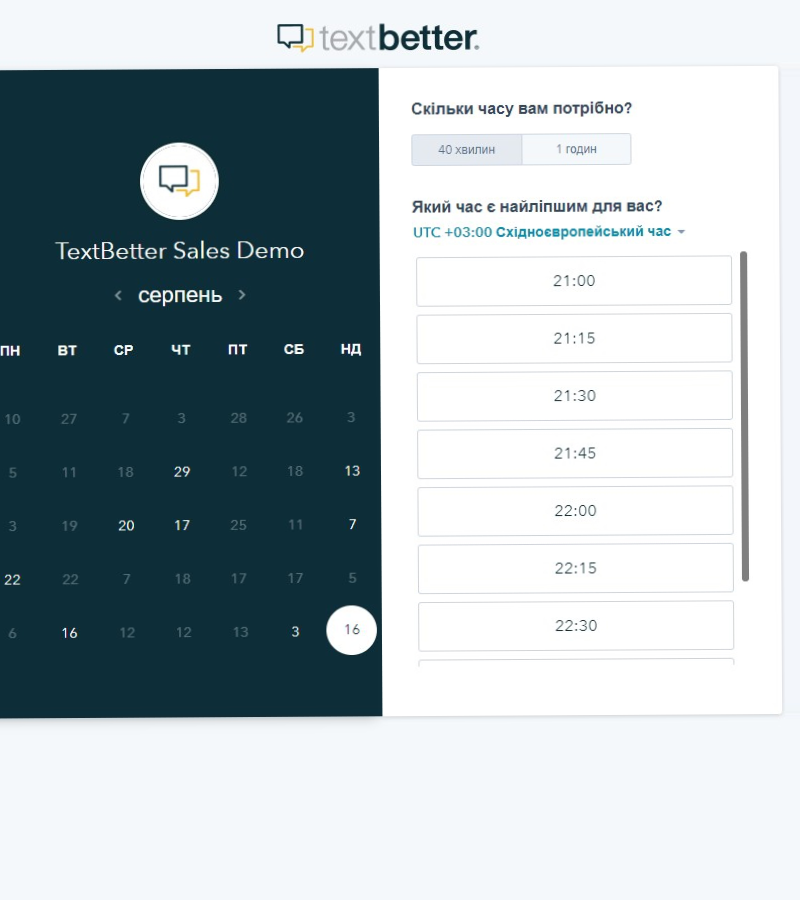 textbetter.
TextBetter Sales Demo
серпень
ПН ВТ СР ЧТ ПТ СБ НД
10 27 7 3 28 26 3
5 11 18 29 12 18 13
3 19 20 17 25 11 7
22 22 7 18 17 17 5
6 16 12 12 13 3 16
Скільки часу вам потрібно?
40 хвилин 1 годин
Який час є найліпшим для вас?
UTC +03:00 Східноєвропейський час
21:00
21:15
21:30
21:45
22:00
22:15
22:30